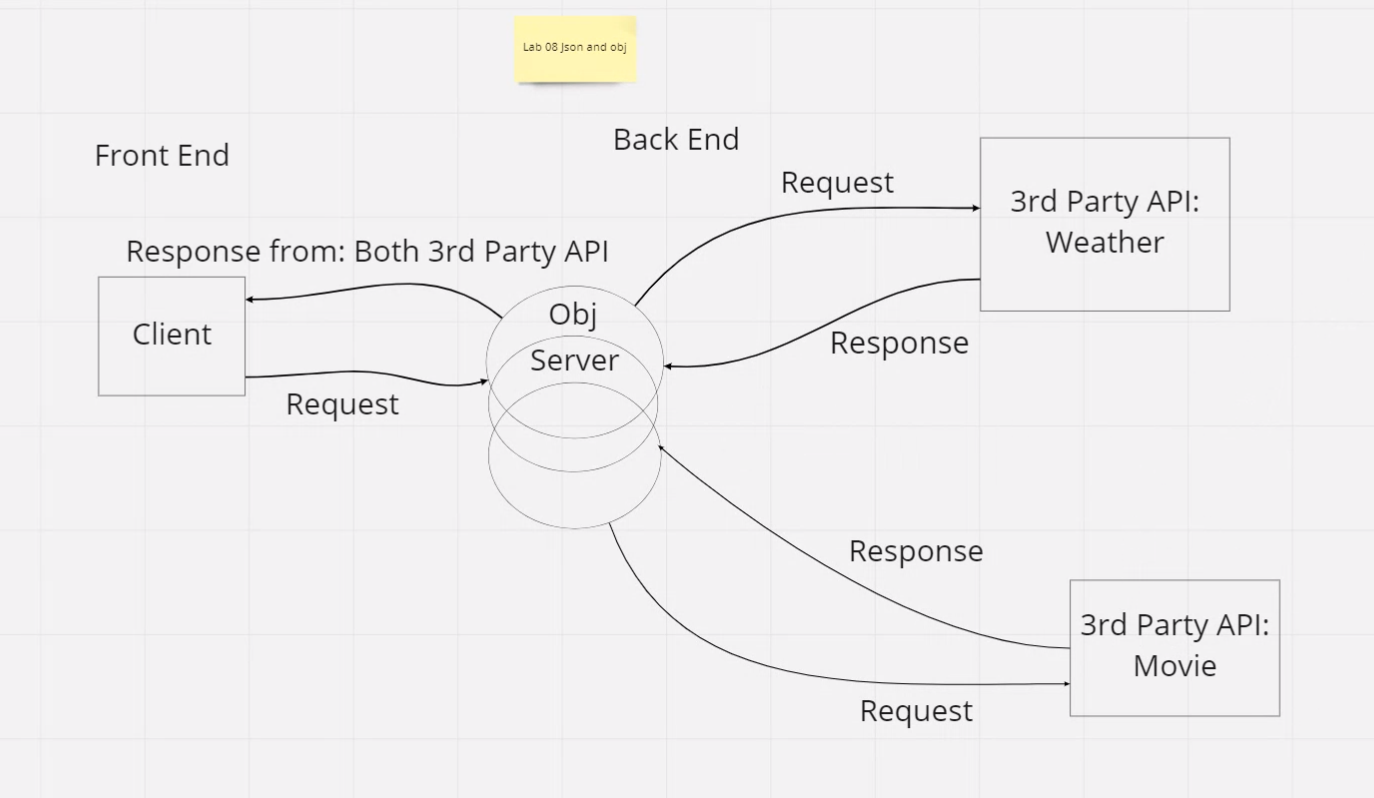 Lab 08 Json and obj
Front End
Back End
Request
3rd Party API:
Weather
Response from: Both 3rd Party API
Client
Obj
Server
Response
Request
Response
3rd Party API:
Movie
Request